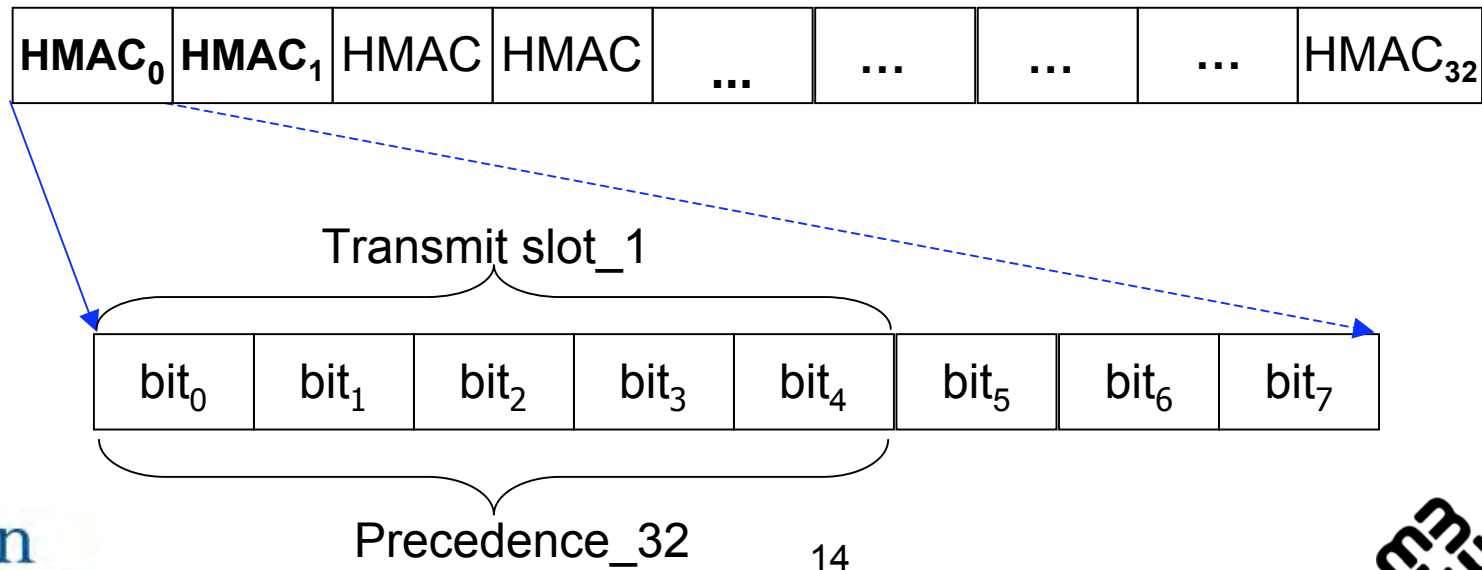 HMAC₀ HMAC₁ HMAC HMAC ... ... ... ... HMAC₃₂
Transmit slot_1
bit₀ bit₁ bit₂ bit₃ bit₄ bit₅ bit₆ bit₇
Precedence_32
14
n